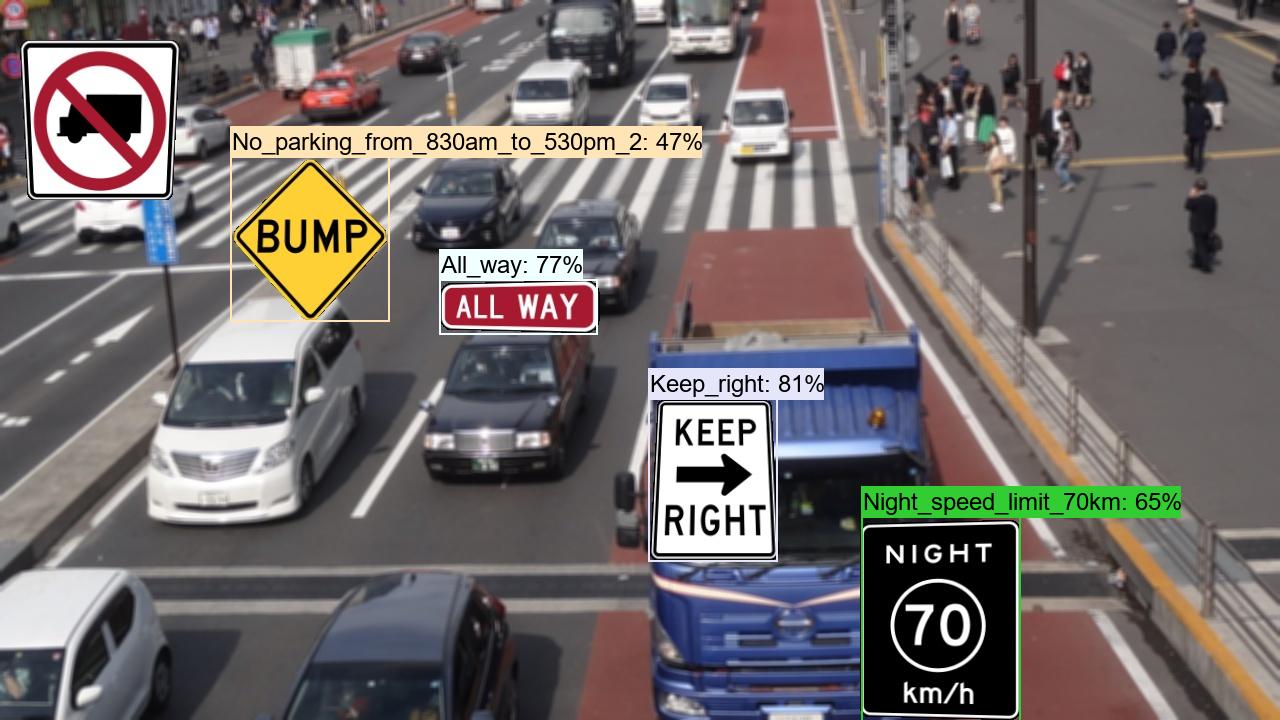 No_parking_from_830am_to_530pm_2: 47%
BUMP
All_way: 77%
ALL WAY
Keep_right: 81%
KEEP
RIGHT
Night_speed_limit_70km: 65%
NIGHT
70
km/h